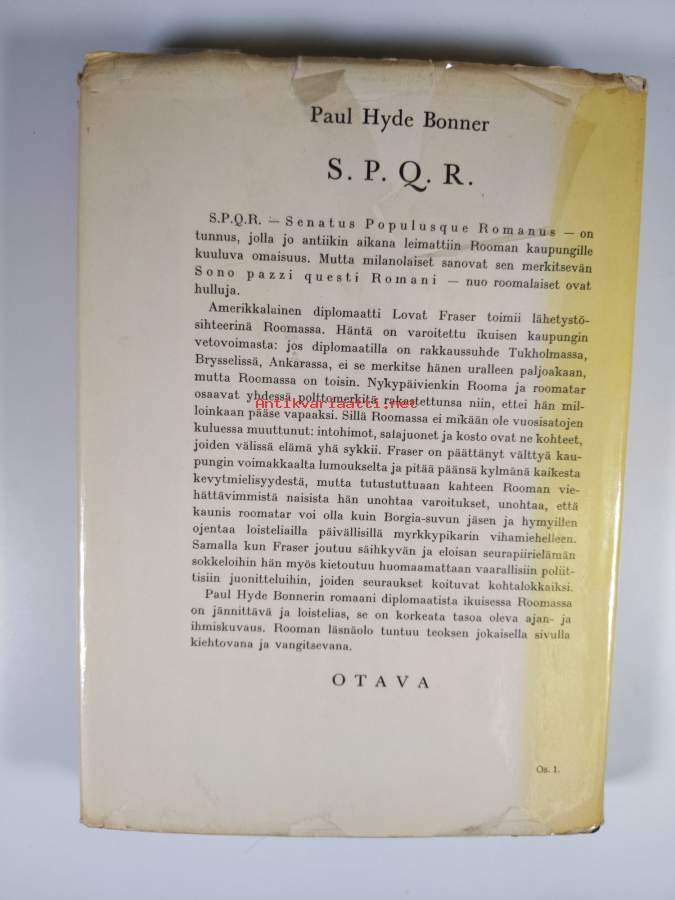 Paul Hyde Bonner
S. P. Q. R.
S.P.Q.R. — Senatus Populusque Romanus — on
tunnus, jolla jo antiikin aikana leimattiin Rooman kaupungille
kuuluva omaisuus. Mutta milanolaiset sanovat sen merkitsevän
Sono pazzi questi Romani — nuo roomalaiset ovat
hulluja.
Amerikkalainen diplomaatti Lovat Fraser toimii lähetystö-
sihteerinä Roomassa. Häntä on varoitettu ikuisen kaupungin
vetovoimasta: jos diplomaatilla on rakkaussuhde Tukholmassa,
Brysselissä, Ankarassa, ei se merkitse hänen uralleen paljoakaan,
mutta Roomassa on toisin. Nykypäivienkin Rooma ja roomatar
osaavat yhdessä polttomerkitä rakastettunsa niin, ettei hän mil-
Antikvariaatti.net
loinkaan pääse vapaaksi. Sillä Roomassa ei mikään ole vuosisatojen
kuluessa muuttunut: intohimot, salajuonet ja kosto ovat ne kohteet,
joiden välissä elämä yhä sykkii. Fraser on päättänyt välttyä kau-
pungin voimakkaalta lumoukselta ja pitää päänsä kylmänä kaikesta
kevytmielisyydestä, mutta tutustuttuaan kahteen Rooman vie-
hättävimmistä naisista hän unohtaa varoitukset, unohtaa, että
kaunis roomatar voi olla kuin Borgia-suvun jäsen ja hymyillen
ojentaa loisteliailla päivällisillä myrkkypikarin vihamiehelleen.
Samalla kun Fraser joutuu säihkyvän ja eloisan seurapiirielämän
sokkeloihin hän myös kietoutuu huomaamattaan vaarallisiin poliit-
tisiin juonitteluihin, joiden seuraukset koituvat kohtalokkaiksi.
Paul Hyde Bonnerin romaani diplomaatista ikuisessa Roomassa
on jännittävä ja loistelias, se on korkeata tasoa oleva ajan- ja
ihmiskuvaus. Rooman läsnäolo tuntuu teoksen jokaisella sivulla
kiehtovana ja vangitsevana.
OTAVA
Os. 1.